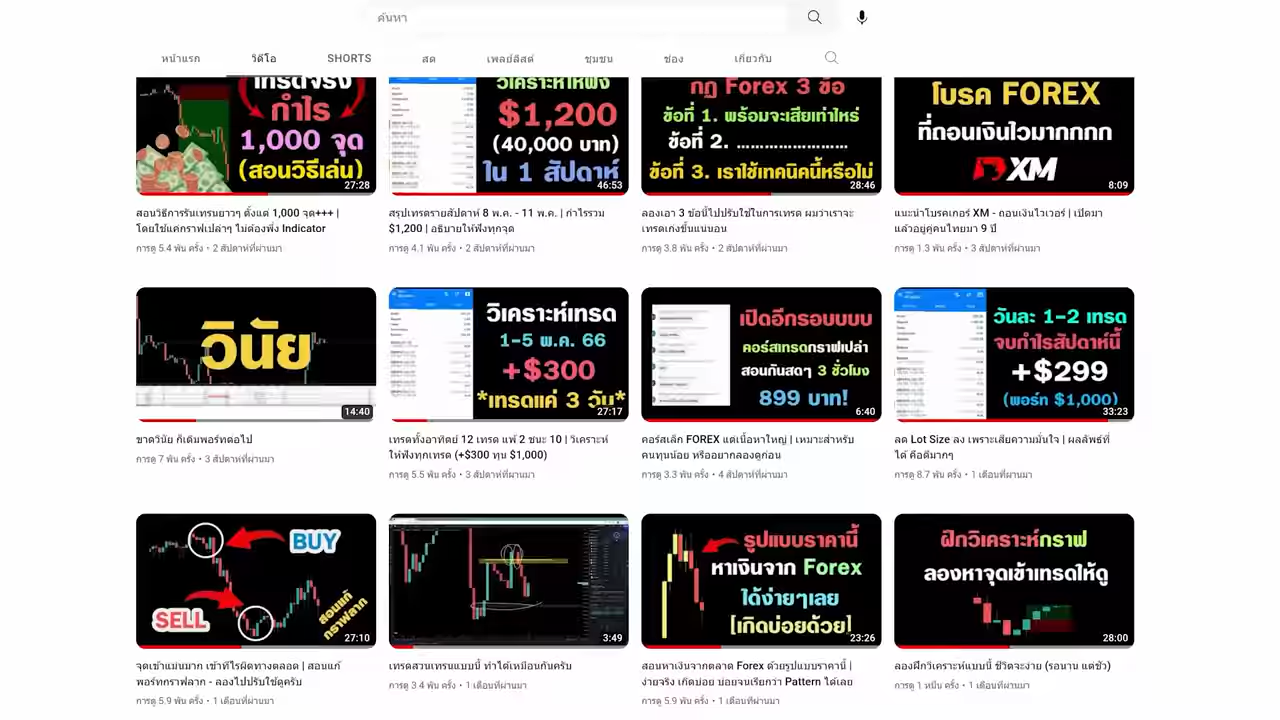 ค้นหา
หน้าแรก
วิดีโอ
SHORTS
สด
เพลย์ลิสต์
ชุมชน
ช่อง
เกี่ยวกับ
เทรดจริง
กำไร
1,000 จุด
(สอนวิธีเล่น)
27:28
วิเคราะห์ให้ฟัง
$1,200
(40,000 บาท)
ใน 1 สัปดาห์
46:53
กฎ Forex 3 ข้อ
ข้อที่ 1. พร้อมจะเสียเท่าไหร่
ข้อที่ 2. ........................
ข้อที่ 3. เราใช้เทคนิคนี้หรือไม่
28:46
โบรค FOREX
ที่ถอนเงินไวมากกกก
XM
8:09
สอนวิธีการรันเทรนยาวๆ ตั้งแต่ 1,000 จุด+++ |
โดยใช้แค่กราฟเปล่าๆ ไม่ต้องพึ่ง Indicator
การดู 5.4 พัน ครั้ง • 2 สัปดาห์ที่ผ่านมา
สรุปเทรดรายสัปดาห์ 8 พ.ค. - 11 พ.ค. | กำไรรวม
$1,200 | อธิบายให้ฟังทุกจุด
การดู 4.1 พัน ครั้ง • 2 สัปดาห์ที่ผ่านมา
ลองเอา 3 ข้อนี้ไปปรับใช้ในการเทรด ผมว่าเราจะ
เทรดเก่งขึ้นแน่นอน
การดู 3.8 พัน ครั้ง • 2 สัปดาห์ที่ผ่านมา
แนะนำโบรคเกอร์ XM - ถอนเงินไวเวอร์ | เปิดมา
แล้วอยู่คู่คนไทยมา 9 ปี
การดู 1.3 พัน ครั้ง • 3 สัปดาห์ที่ผ่านมา
วินัย
14:40
วิเคราะห์เทรด
1-5 พ.ค. 66
+$300
*เทรดแค่ 3 วัน*
27:17
เปิดอีกรอบบบบ
คอร์สเทรดกราฟเปล่า
สอนกันสดๆ 3 ชั่วโมง
899 บาท!
6:40
วันละ 1-2 เทรด
จบกำไรสัปดาห์นี้
+$299
(พอร์ท $1,000)
33:23
ขาดวินัย ก็เติมพอร์ทต่อไป
การดู 7 พัน ครั้ง • 3 สัปดาห์ที่ผ่านมา
เทรดทั้งอาทิตย์ 12 เทรด แพ้ 2 ชนะ 10 | วิเคราะห์
ให้ฟังทุกเทรด (+$300 ทุน $1,000)
การดู 5.5 พัน ครั้ง • 3 สัปดาห์ที่ผ่านมา
คอร์สเล็ก FOREX แต่เนื้อหาใหญ่ | เหมาะสำหรับ
คนทุนน้อย หรืออยากลองดูก่อน
การดู 3.3 พัน ครั้ง • 4 สัปดาห์ที่ผ่านมา
ลด Lot Size ลง เพราะเสียความมั่นใจ | ผลลัพธ์ที่
ได้ คือดีมากๆ
การดู 8.7 พัน ครั้ง • 1 เดือนที่ผ่านมา
BUY
SELL
สอนแก้
กราฟลาก
27:10
3:49
รูปแบบราคานี้
หาเงินจาก Forex
ได้ง่ายๆเลย
[เกิดบ่อยด้วย]
23:26
ฝึกวิเคราะห์กราฟ
ลองหาจุดเข้าเทรดให้ดู
28:00
จุดเข้าแม่นมาก เข้าทีไรผิดทางตลอด | สอนแก้
พอร์ทกราฟลาก - ลองไปปรับใช้ดูครับ
การดู 5.9 พัน ครั้ง • 1 เดือนที่ผ่านมา
เทรดสวนเทรนแบบนี้ ทำได้เหมือนกันครับ
การดู 3.4 พัน ครั้ง • 1 เดือนที่ผ่านมา
สอนหาเงินจากตลาด Forex ด้วยรูปแบบราคานี้ |
ง่ายจริง เกิดบ่อย บ่อยจนเรียกว่า Pattern ได้เลย
การดู 5.9 พัน ครั้ง • 1 เดือนที่ผ่านมา
ลองฝึกวิเคราะห์แบบนี้ ชีวิตจะง่าย (รอนาน แต่ชัว)
การดู 1 หมื่น ครั้ง • 1 เดือนที่ผ่านมา